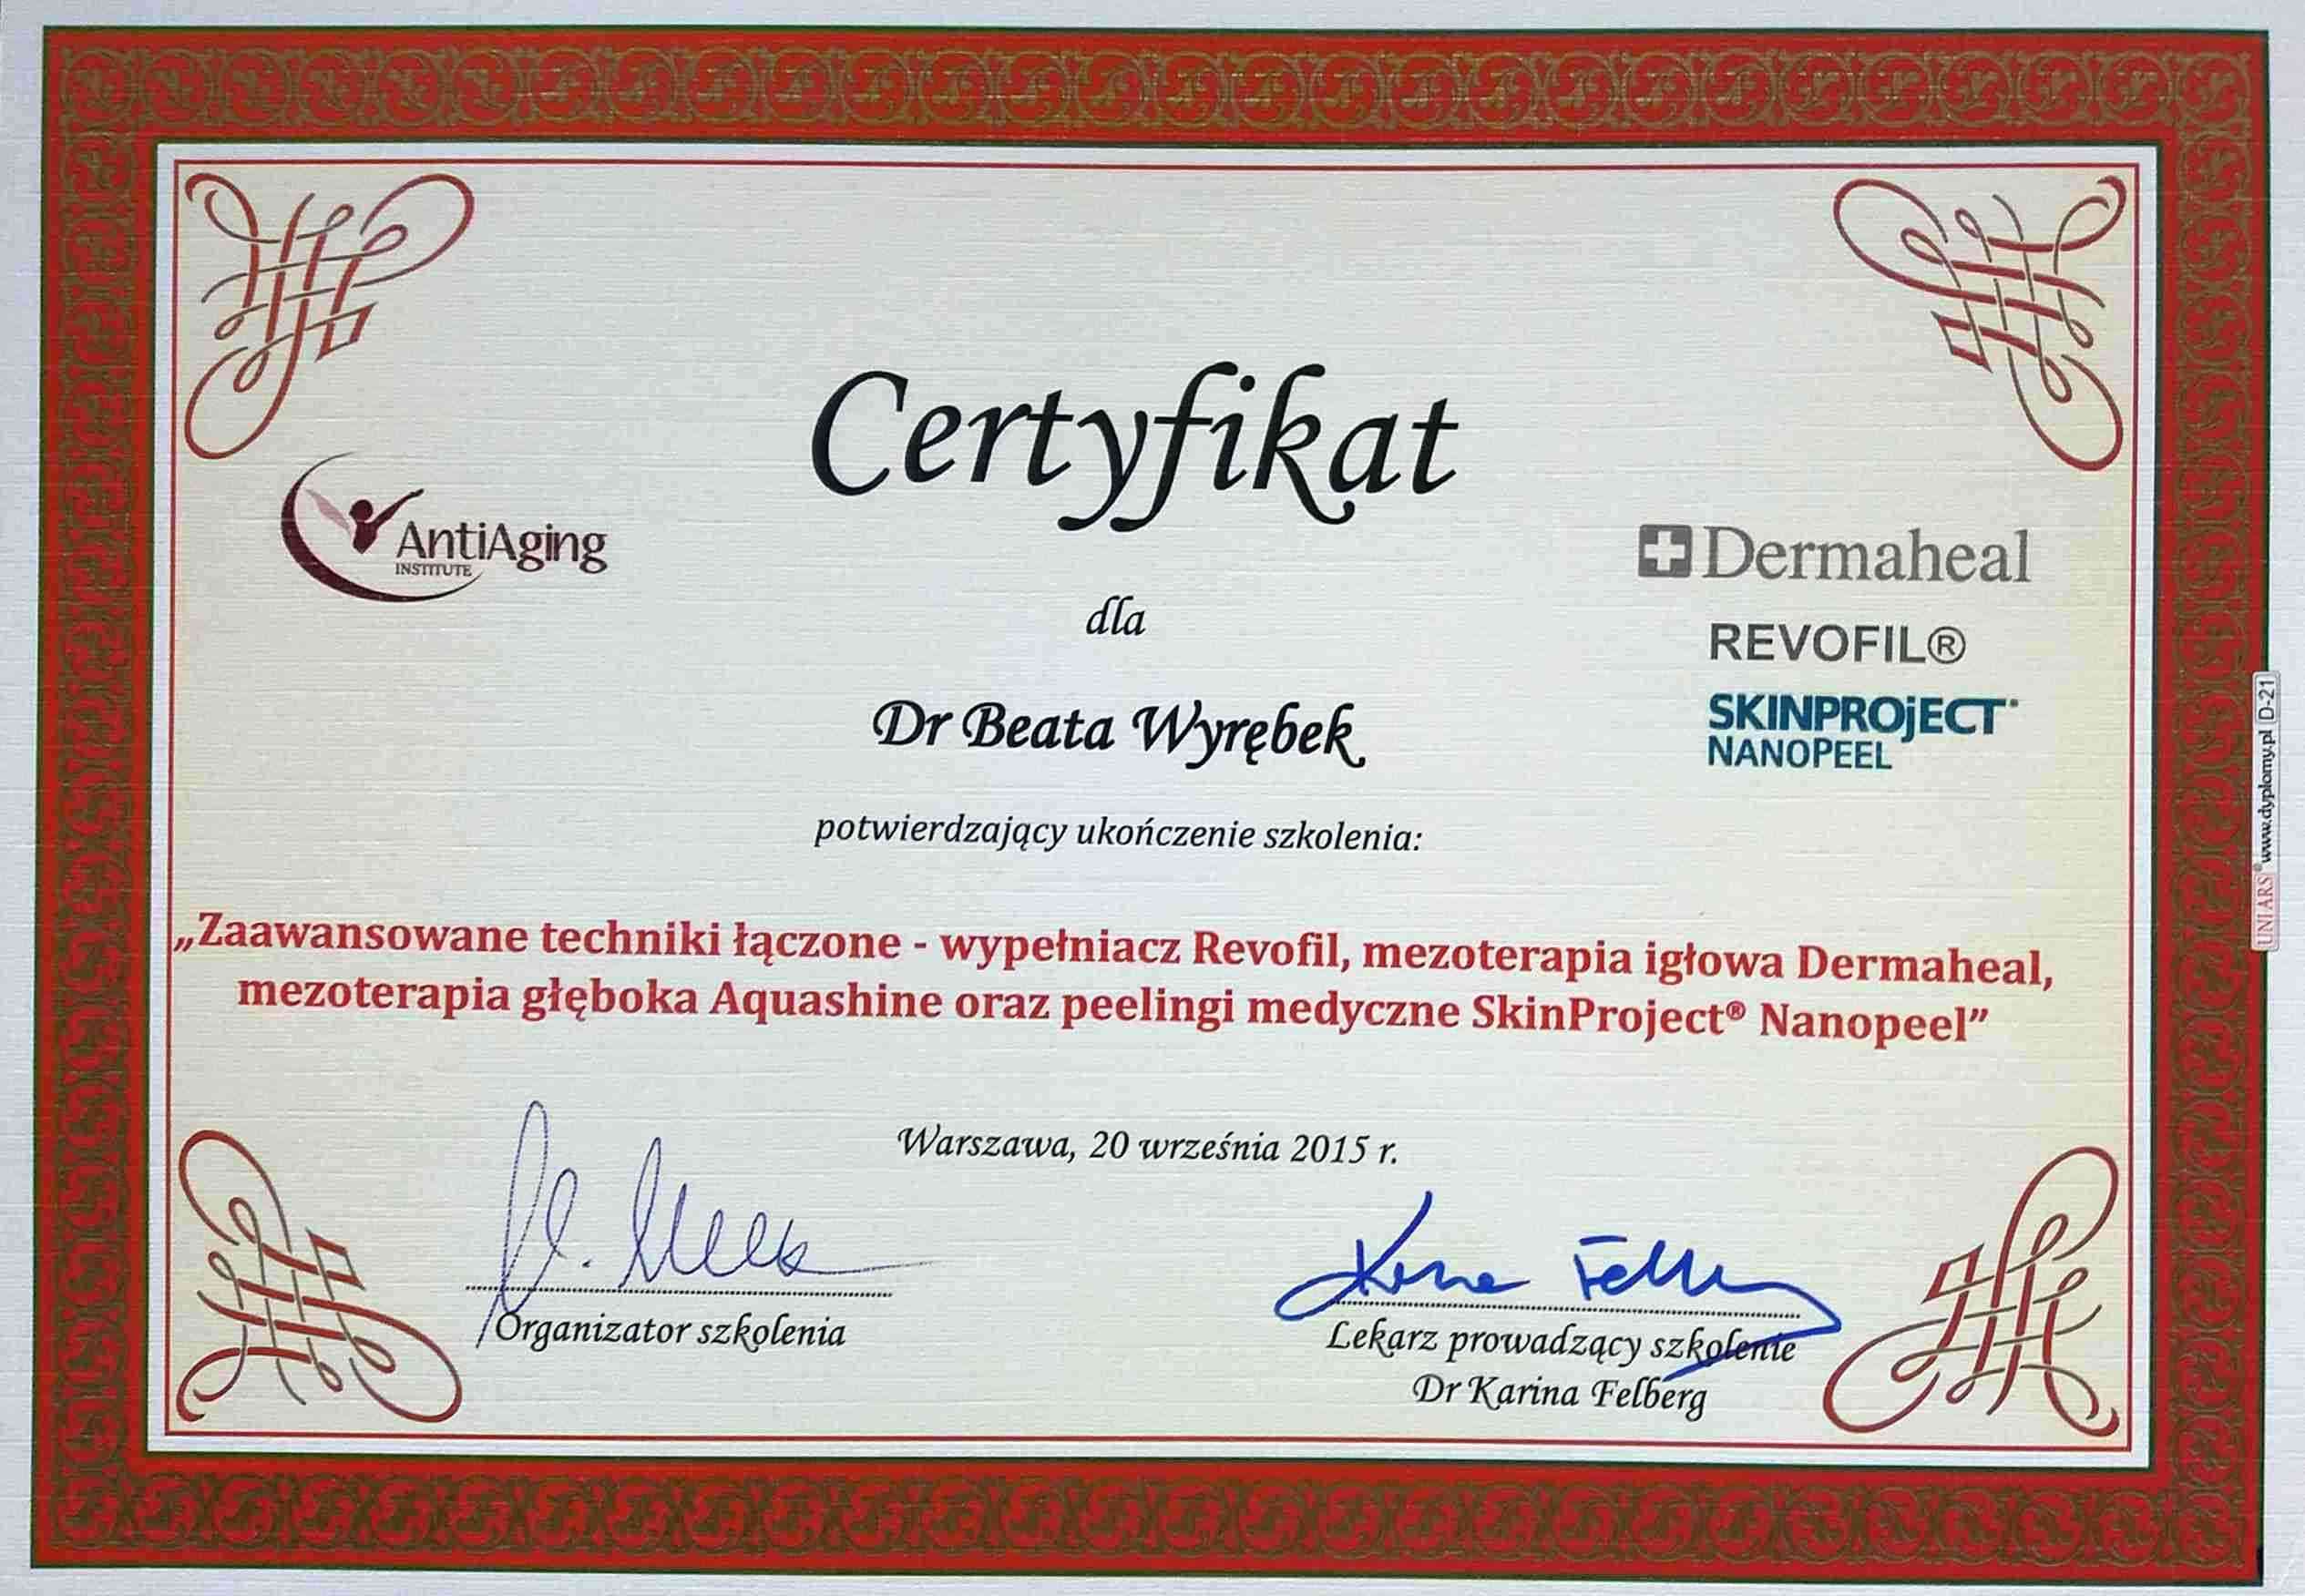 Certyfikat
AntiAging
INSTITUTE
Dermaheal
dla
REVOFIL®
SKINPROjECT®
NANOPEEL
Dr Beata Wyrębek
potwierdzający ukończenie szkolenia:
„Zaawansowane techniki łączone - wypełniacz Revofil, mezoterapia igłowa Dermaheal,
mezoterapia głęboka Aquashine oraz peelingi medyczne SkinProject® Nanopeel”
Warszawa, 20 września 2015 r.
Organizator szkolenia
Lekarz prowadzący szkolenie
Dr Karina Felberg
UNI ARS® www.dyplomy.pl D-21